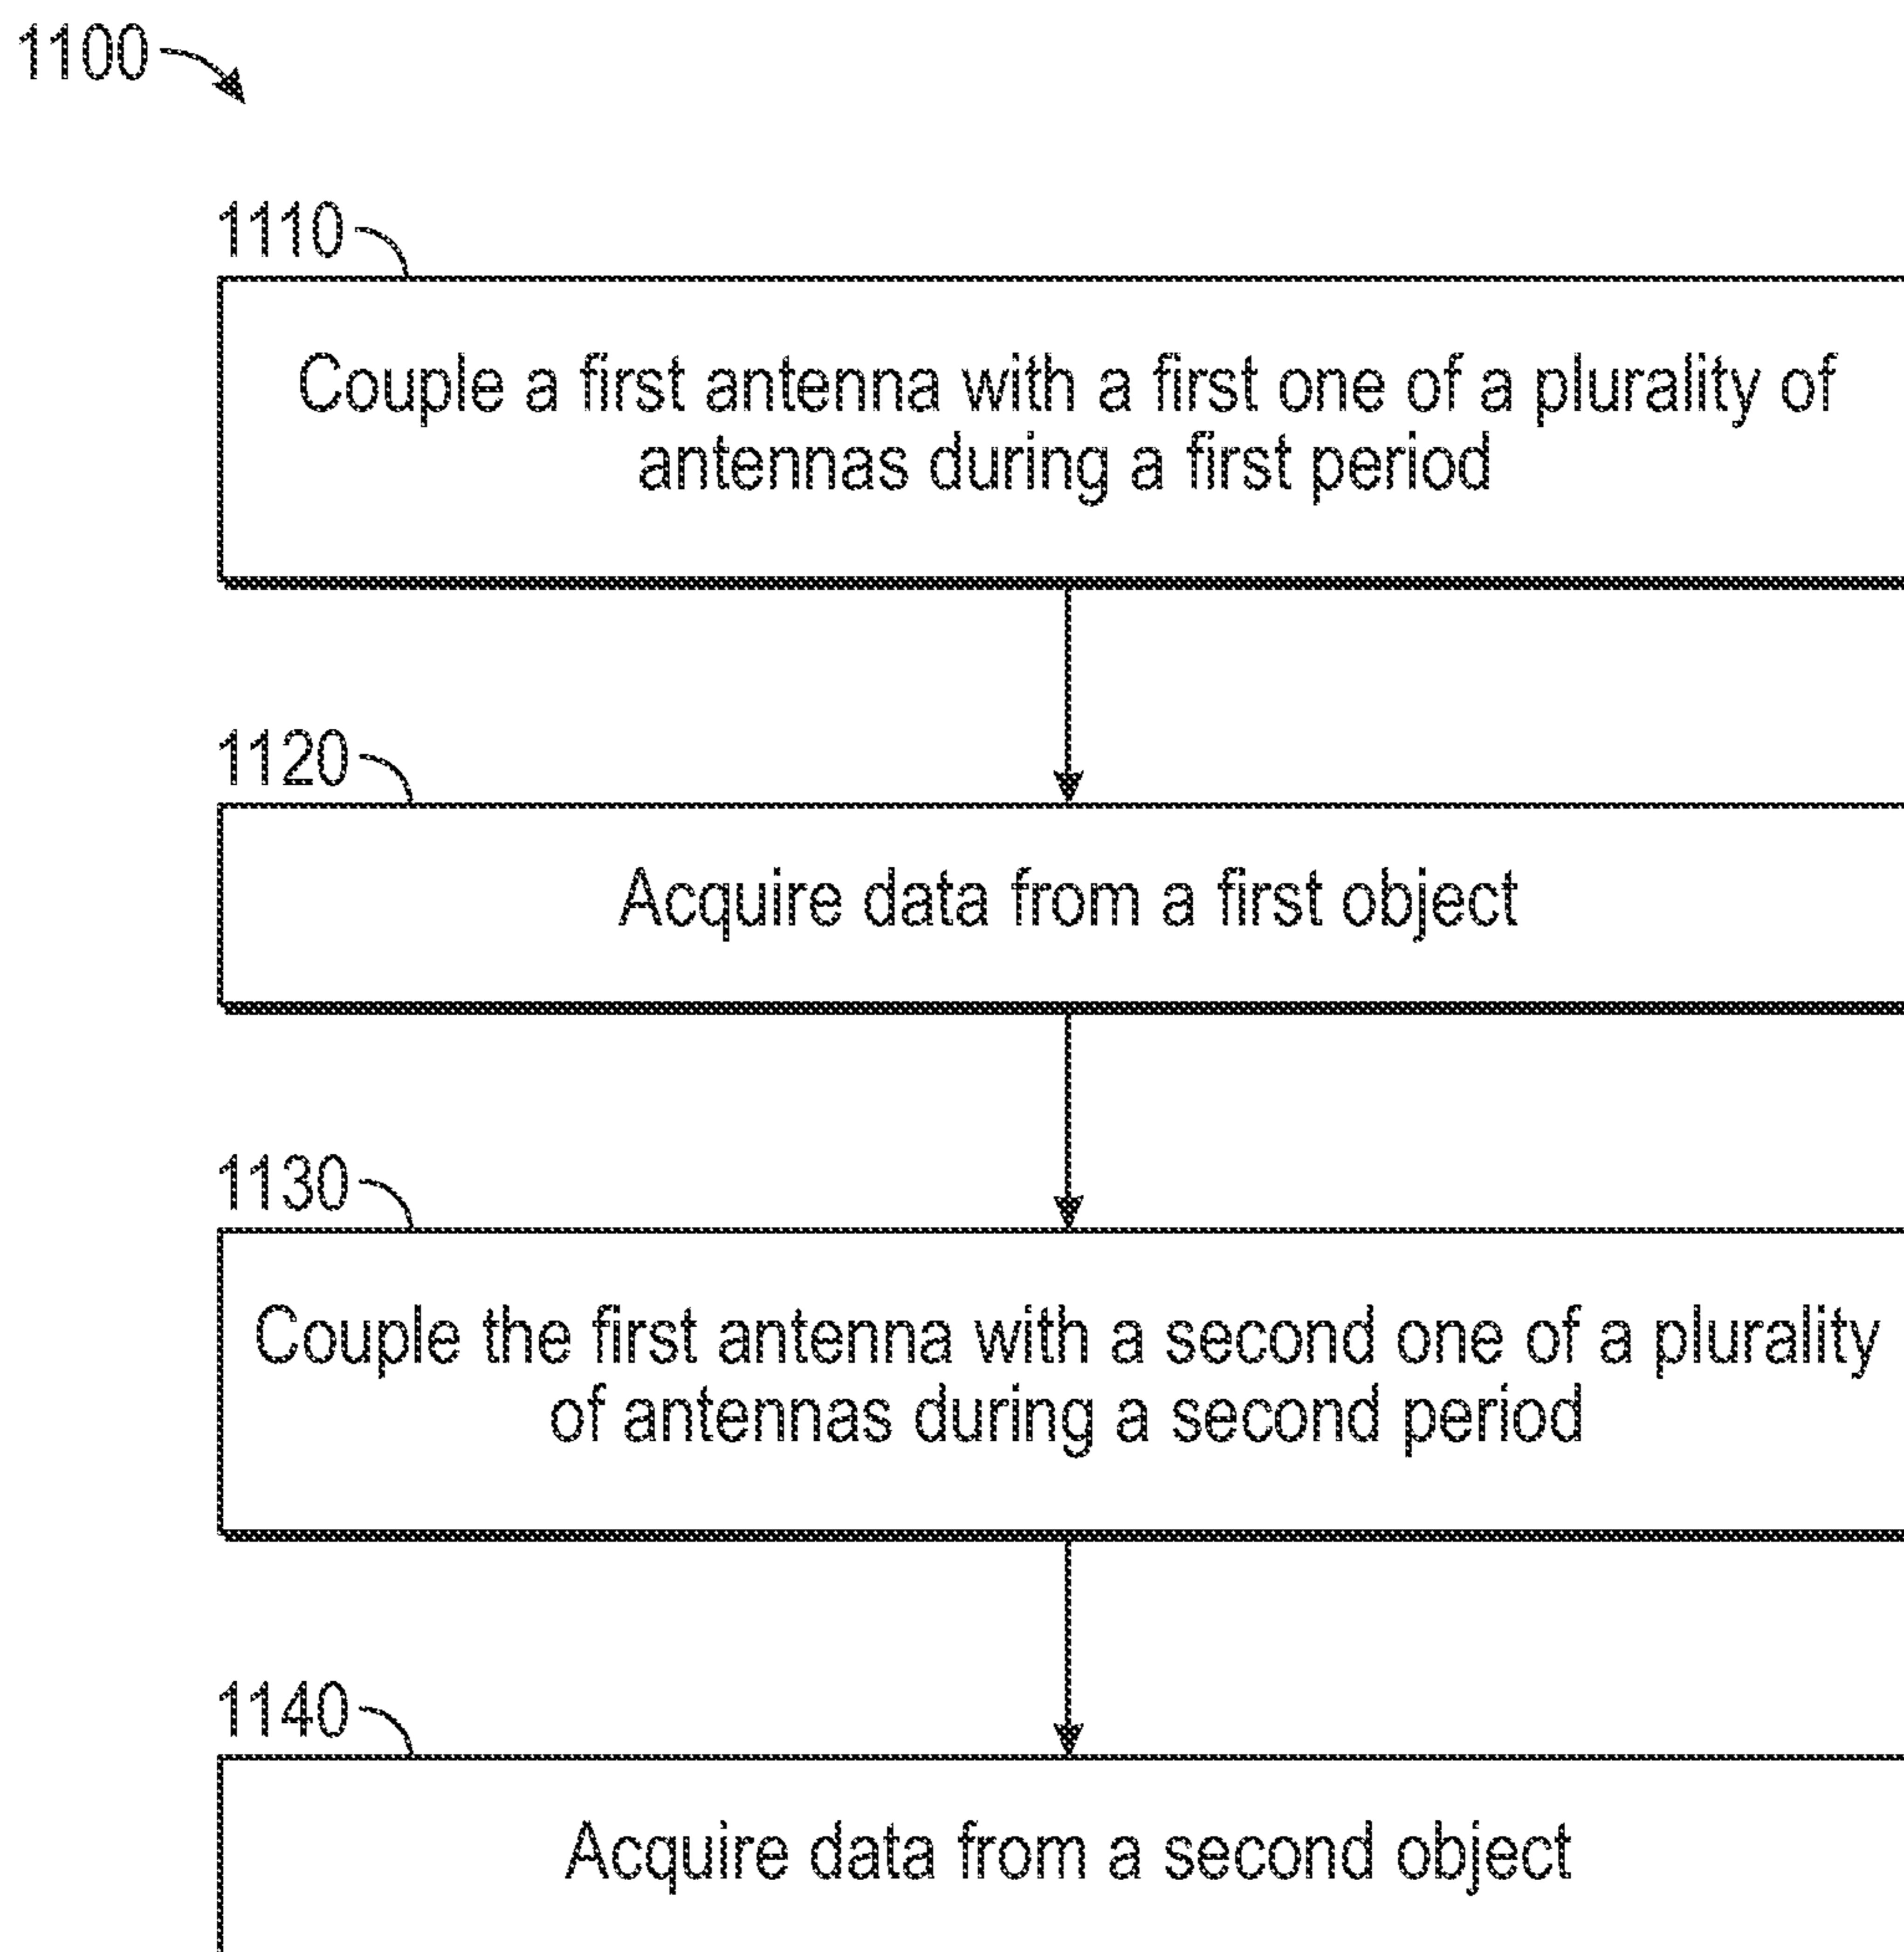 1100
1110
Couple a first antenna with a first one of a plurality of
antennas during a first period
1120
Acquire data from a first object
1130
Couple the first antenna with a second one of a plurality
of antennas during a second period
1140
Acquire data from a second object